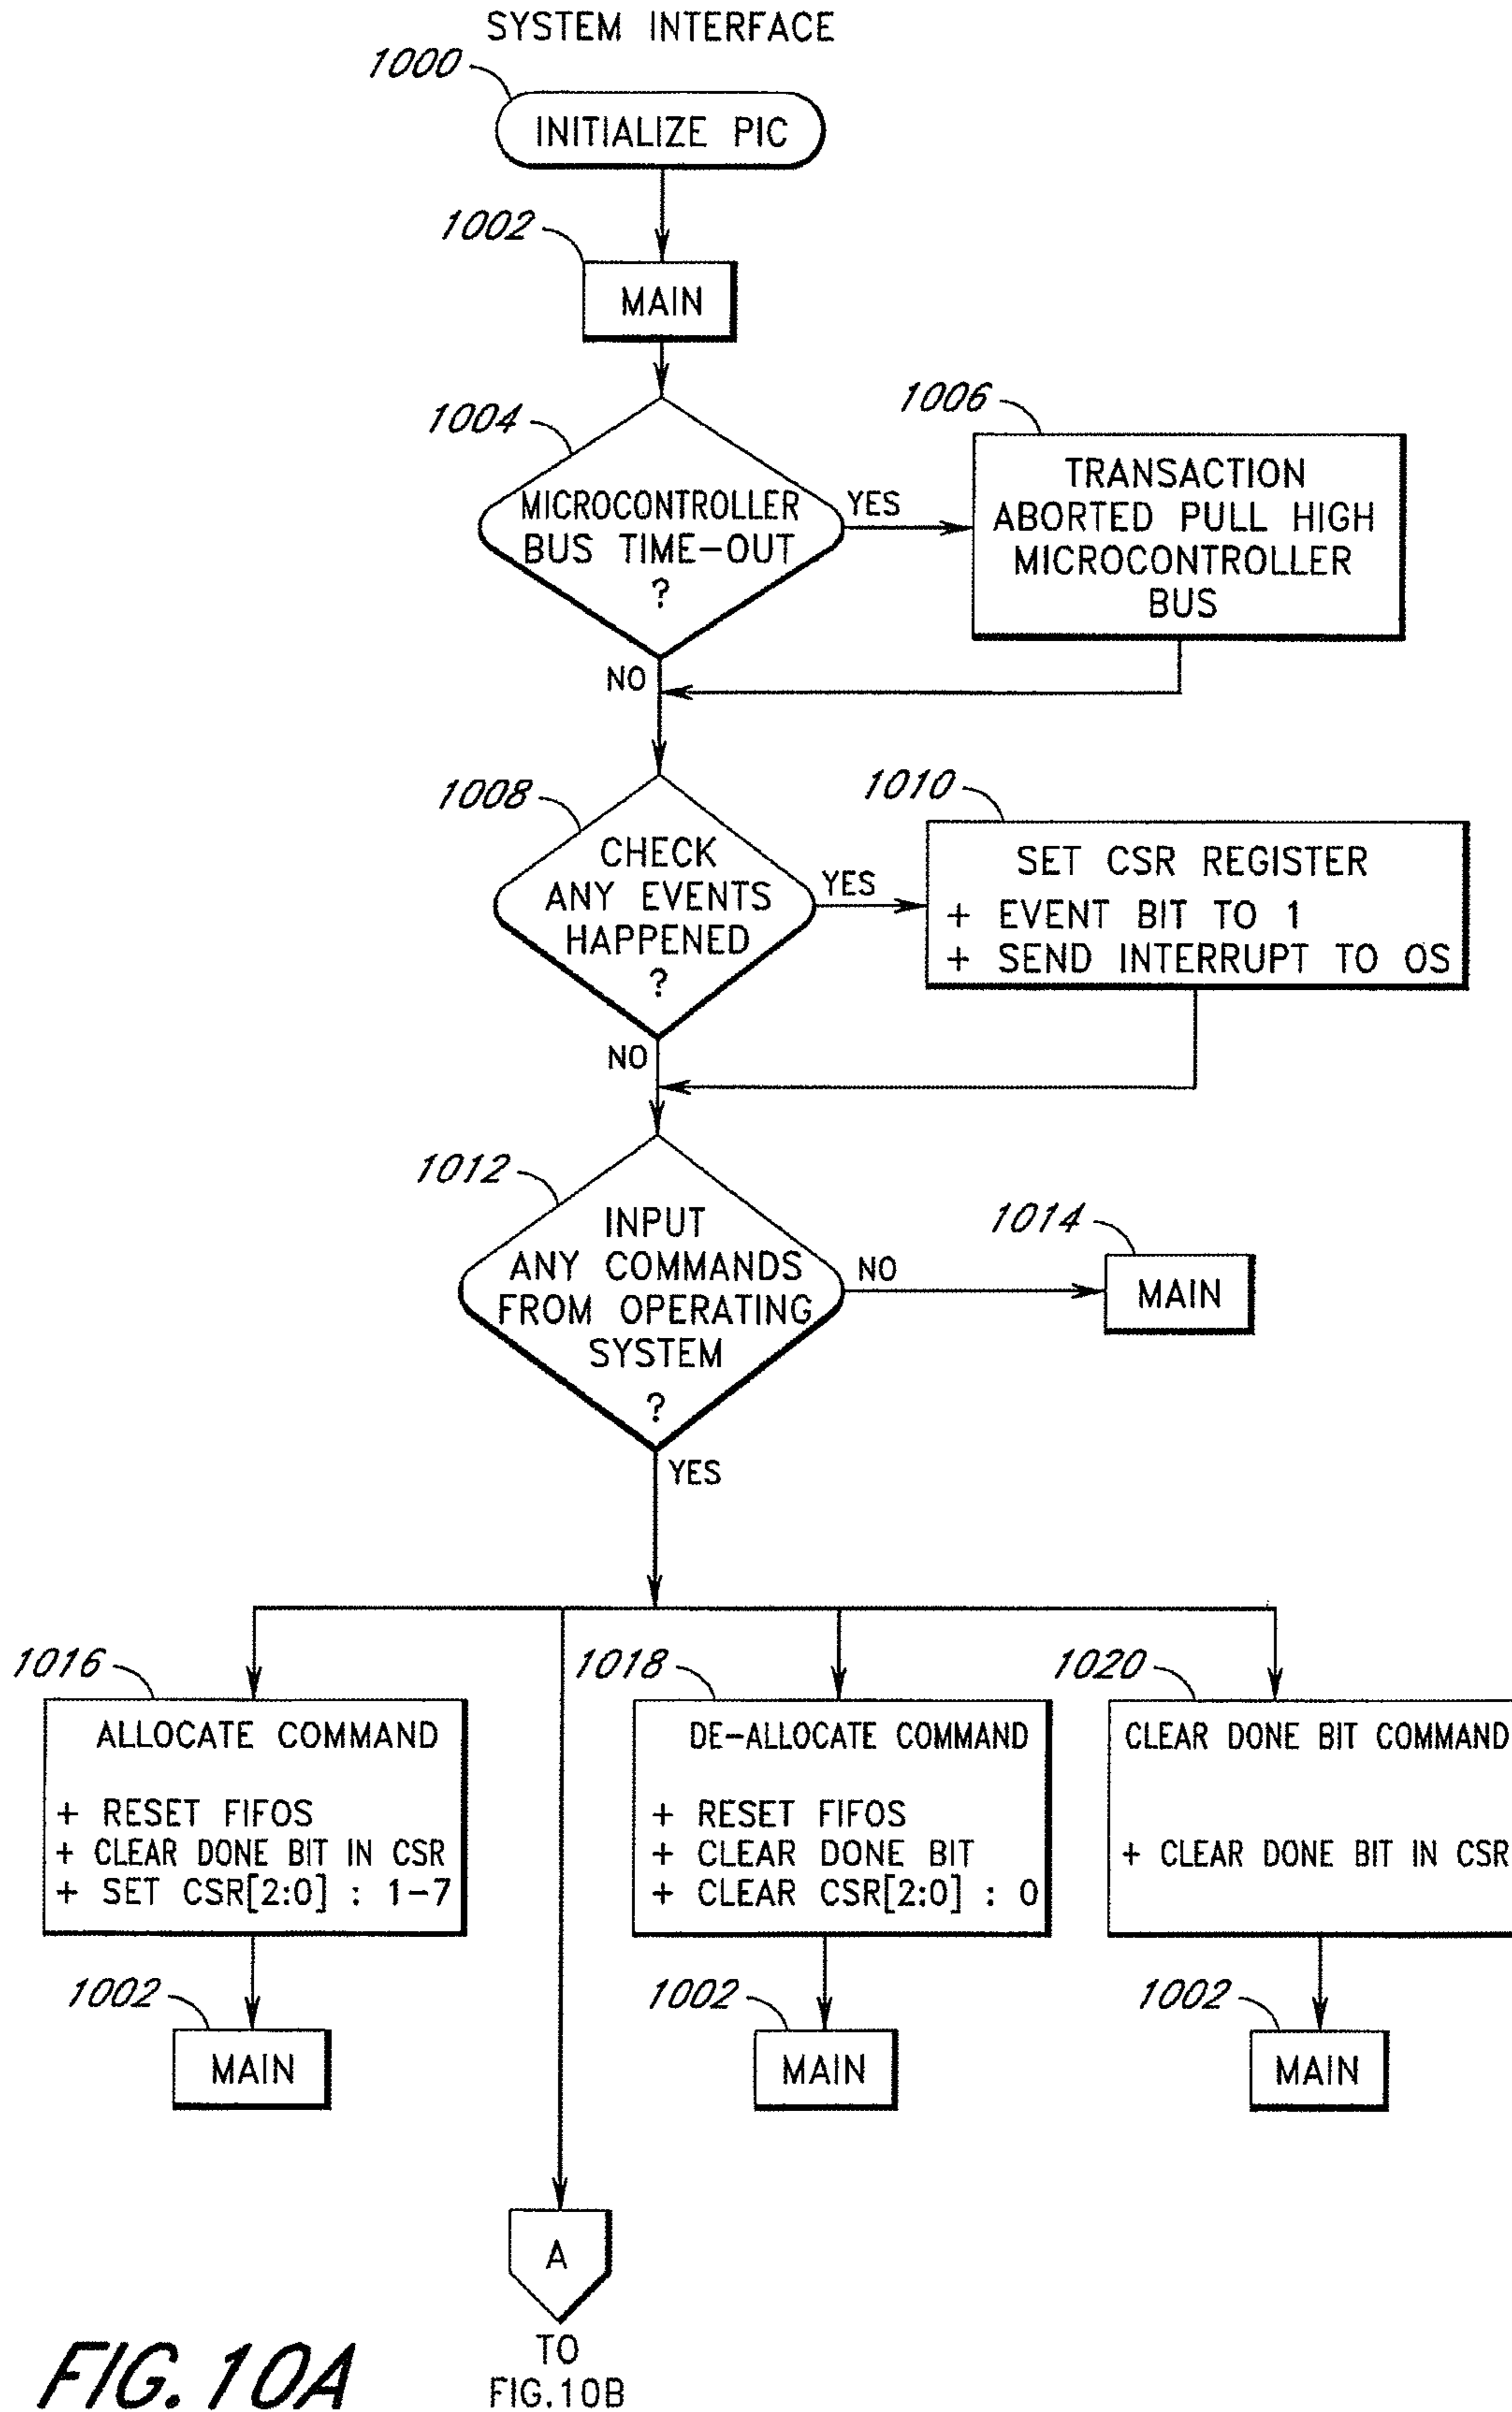 SYSTEM INTERFACE
1000
INITIALIZE PIC
1002
MAIN
1004
MICROCONTROLLER
BUS TIME-OUT
?
YES
NO
1006
TRANSACTION
ABORTED PULL HIGH
MICROCONTROLLER
BUS
1008
CHECK
ANY EVENTS
HAPPENED
?
YES
NO
1010
SET CSR REGISTER
+ EVENT BIT TO 1
+ SEND INTERRUPT TO OS
1012
INPUT
ANY COMMANDS
FROM OPERATING
SYSTEM
?
NO
YES
1014
MAIN
1016
ALLOCATE COMMAND
+ RESET FIFOS
+ CLEAR DONE BIT IN CSR
+ SET CSR[2:0] : 1-7
1002
MAIN
1018
DE-ALLOCATE COMMAND
+ RESET FIFOS
+ CLEAR DONE BIT
+ CLEAR CSR[2:0] : 0
1002
MAIN
1020
CLEAR DONE BIT COMMAND
+ CLEAR DONE BIT IN CSR
1002
MAIN
A
TO
FIG.10B
FIG. 10A